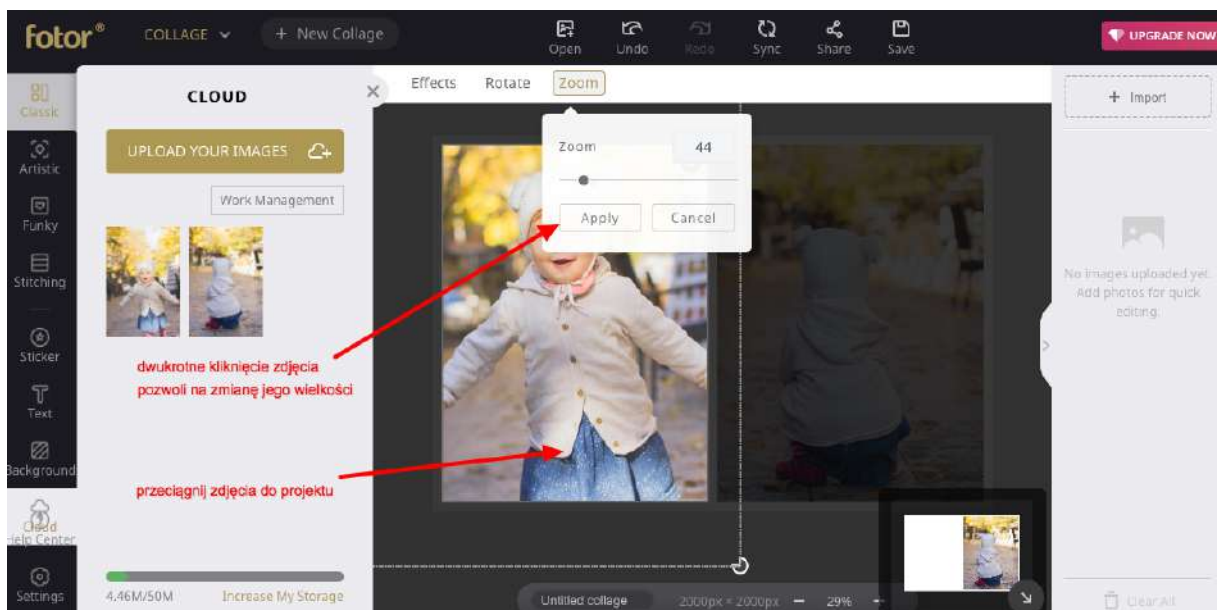 fotor®
COLLAGE
+ New Collage
Open
Undo
Redo
Sync
Share
Save
UPGRADE NOW
Classic
Artistic
Funky
Stitching
Sticker
Text
Background
Cloud
Help Center
Settings
CLOUD
UPLOAD YOUR IMAGES
Work Management
dwukrotne kliknięcie zdjęcia
pozwoli na zmianę jego wielkości
przeciągnij zdjęcia do projektu
4.46M/50M Increase My Storage
Effects Rotate Zoom
Zoom 44
Apply Cancel
Untitled collage 2000px × 2000px − 29%
+ Import
No images uploaded yet.
Add photos for quick
editing.
Clear All